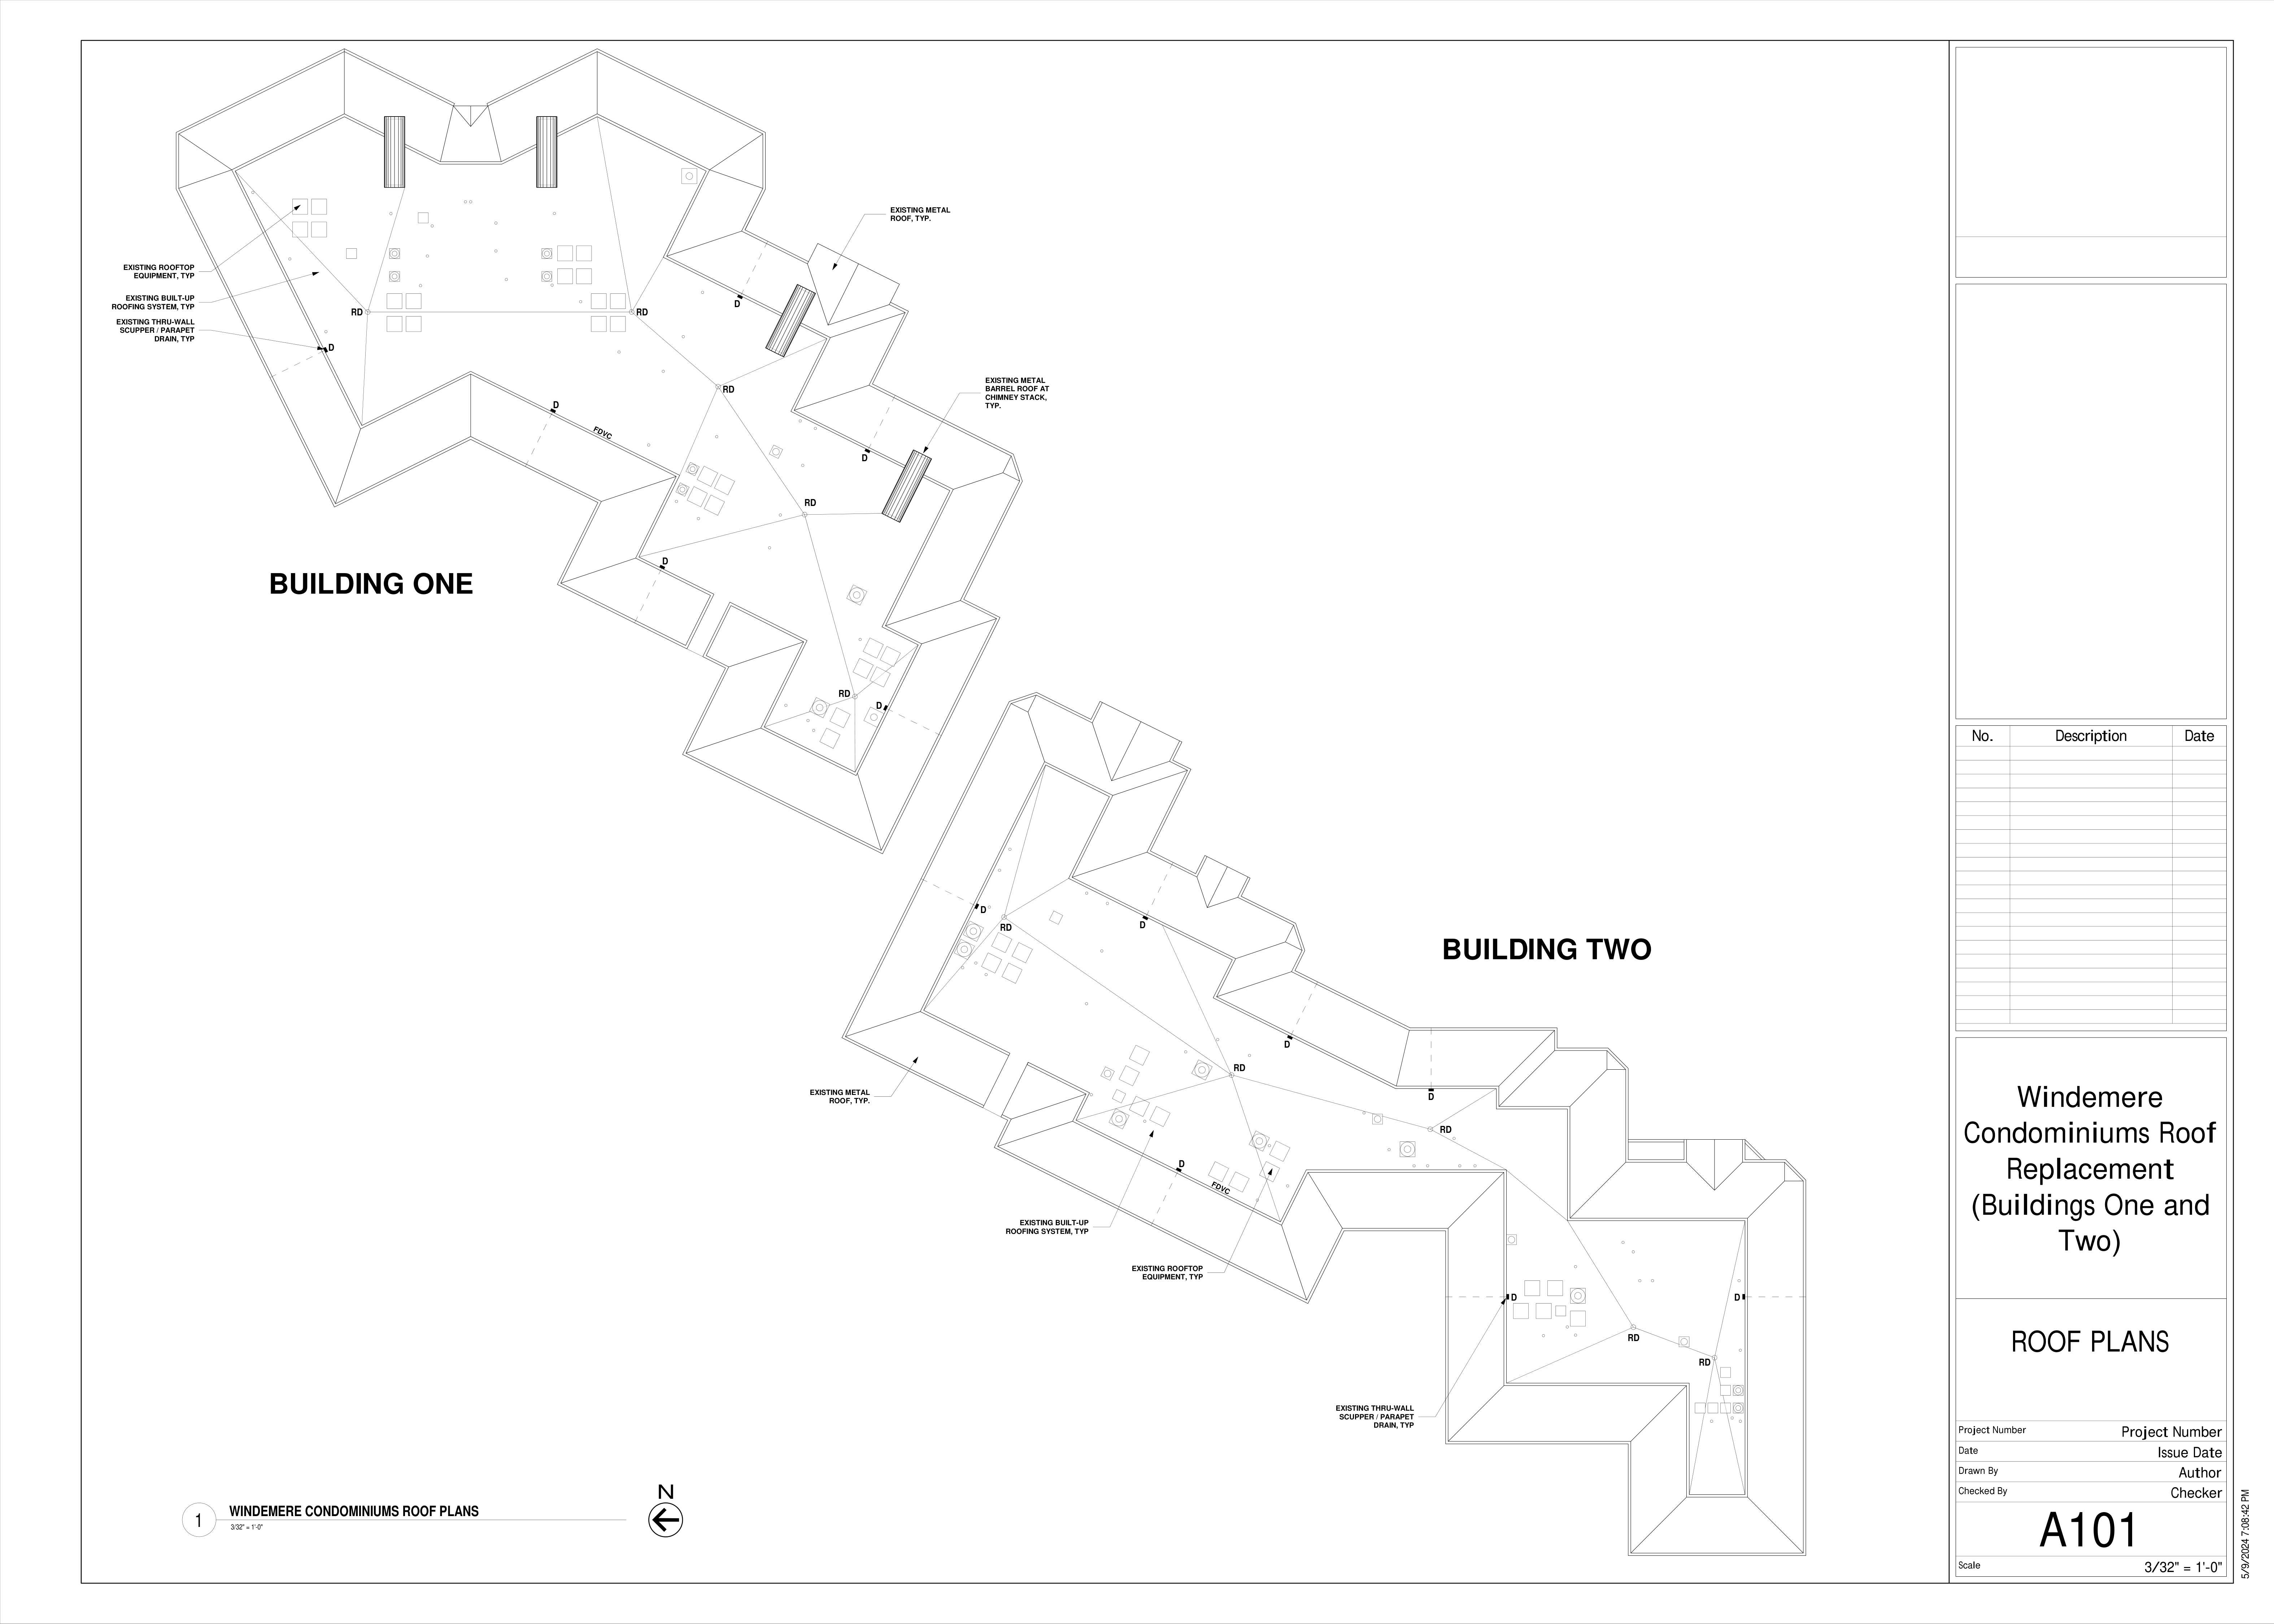 EXISTING METAL
ROOF, TYP.
EXISTING ROOFTOP
EQUIPMENT, TYP
EXISTING BUILT-UP
ROOFING SYSTEM, TYP
EXISTING THRU-WALL
SCUPPER / PARAPET
DRAIN, TYP
RD
RD
D
D
RD
EXISTING METAL
BARREL ROOF AT
CHIMNEY STACK,
TYP.
D
FDVC
D
RD
D
BUILDING ONE
RD
D
D
RD
D
BUILDING TWO
D
RD
D
EXISTING METAL
ROOF, TYP.
RD
D
FDVC
EXISTING BUILT-UP
ROOFING SYSTEM, TYP
EXISTING ROOFTOP
EQUIPMENT, TYP
D
D
RD
RD
EXISTING THRU-WALL
SCUPPER / PARAPET
DRAIN, TYP
1
WINDEMERE CONDOMINIUMS ROOF PLANS
3/32" = 1'-0"
N
No. Description Date
Windemere
Condominiums Roof
Replacement
(Buildings One and
Two)
ROOF PLANS
Project Number Project Number
Date Issue Date
Drawn By Author
Checked By Checker
A101
Scale 3/32" = 1'-0"
5/9/2024 7:08:42 PM